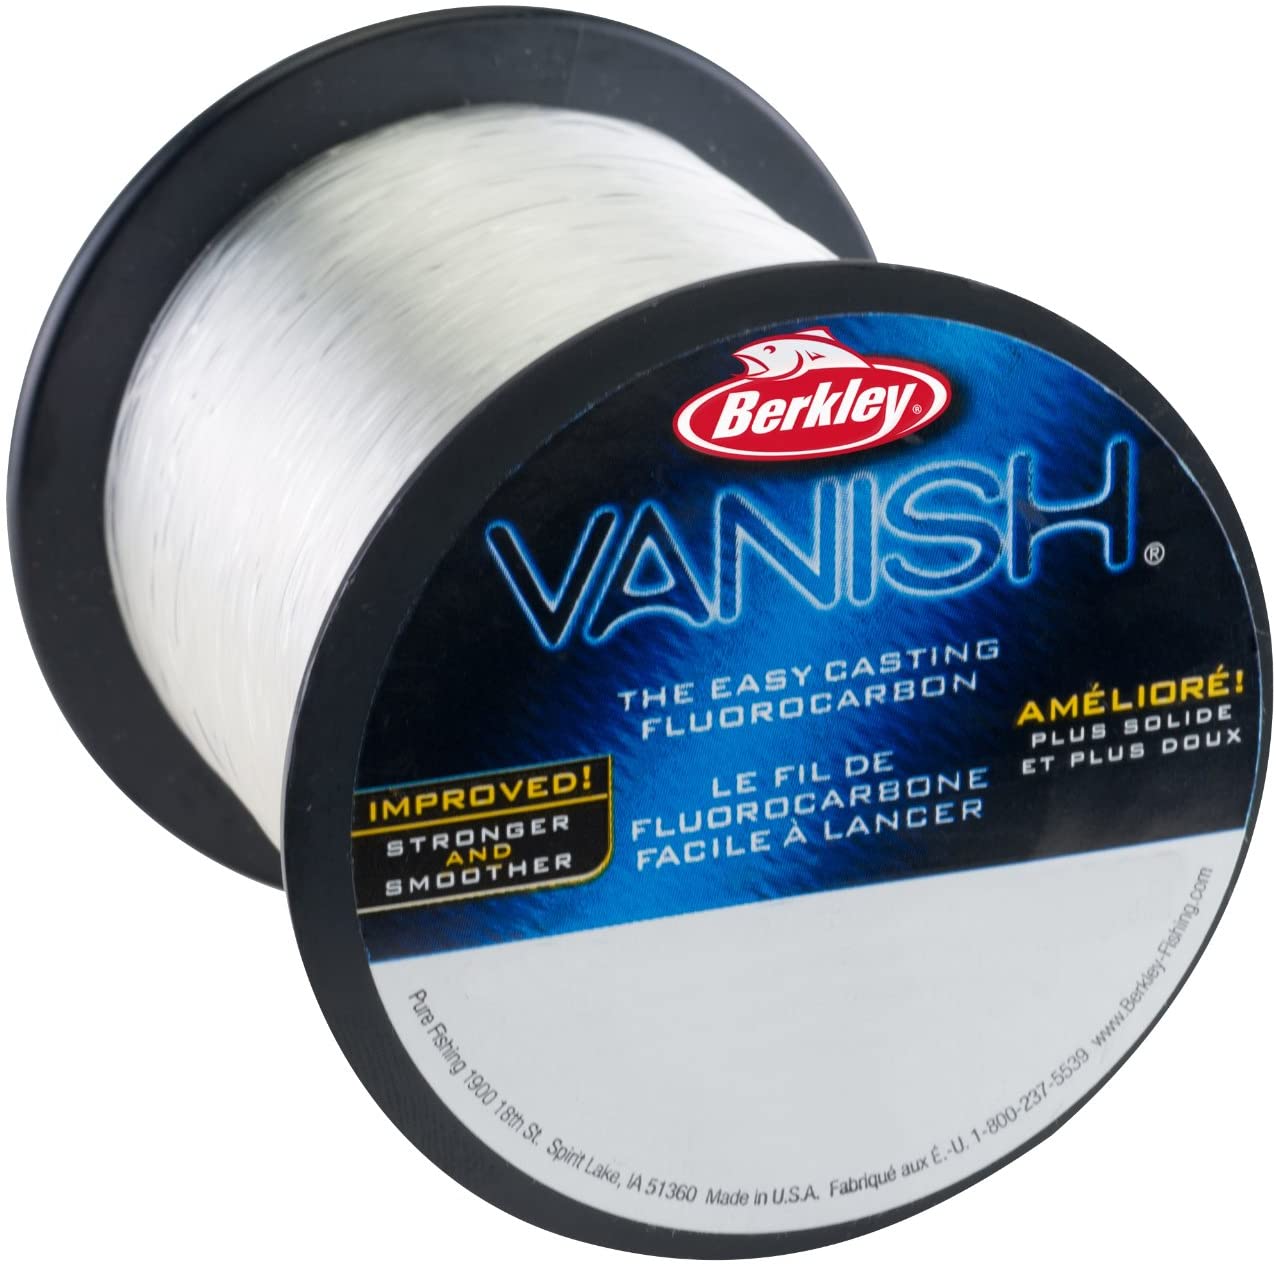 Berkley®
VANISH®
THE EASY CASTING
FLUOROCARBON
LE FIL DE
FLUOROCARBONE
FACILE À LANCER
IMPROVED!
STRONGER
AND
SMOOTHER
AMÉLIORÉ!
PLUS SOLIDE
ET PLUS DOUX
Pure Fishing 1900 18th St. Spirit Lake, IA 51360 Made in U.S.A. Fabriqué aux É.-U. 1-800-237-5539 www.Berkley-Fishing.com